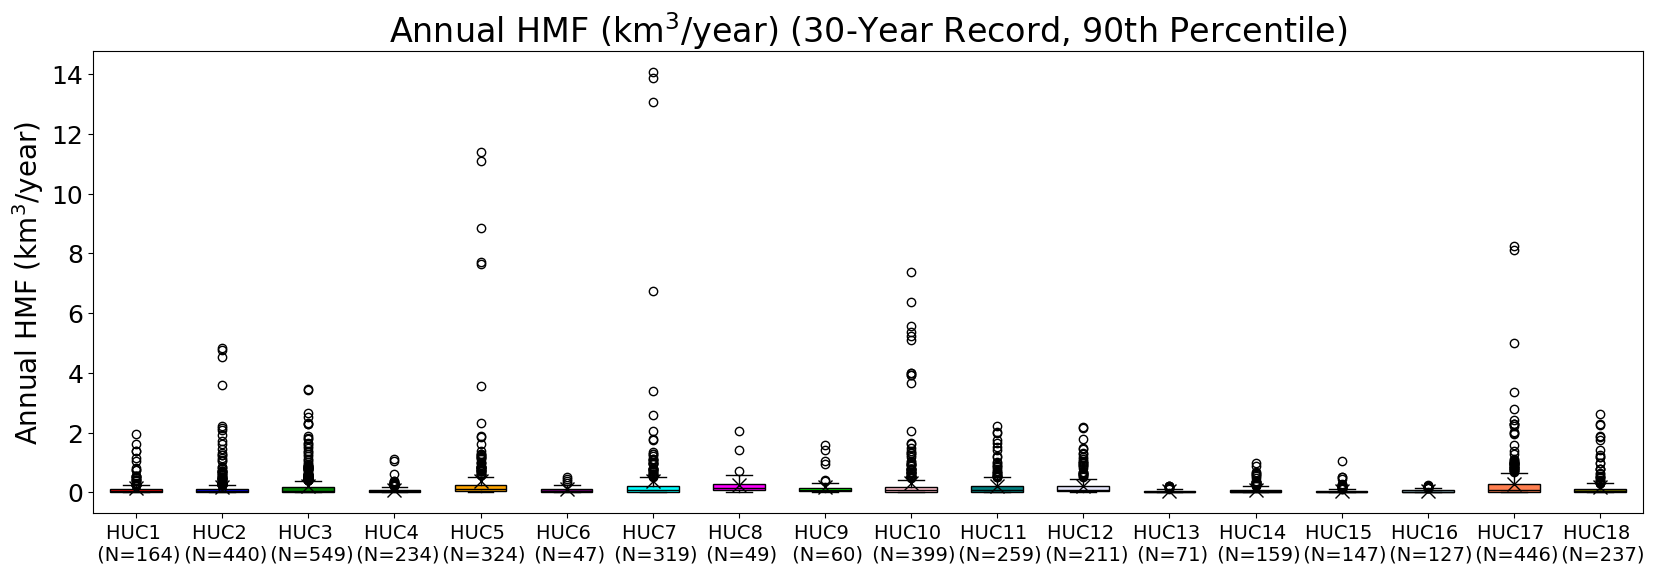 Annual HMF (km³/year) (30-Year Record, 90th Percentile)
Annual HMF (km³/year)
14
12
10
8
6
4
2
0
HUC1 HUC2 HUC3 HUC4 HUC5 HUC6 HUC7 HUC8 HUC9 HUC10 HUC11 HUC12 HUC13 HUC14 HUC15 HUC16 HUC17 HUC18
(N=164) (N=440) (N=549) (N=234) (N=324) (N=47) (N=319) (N=49) (N=60) (N=399) (N=259) (N=211) (N=71) (N=159) (N=147) (N=127) (N=446) (N=237)